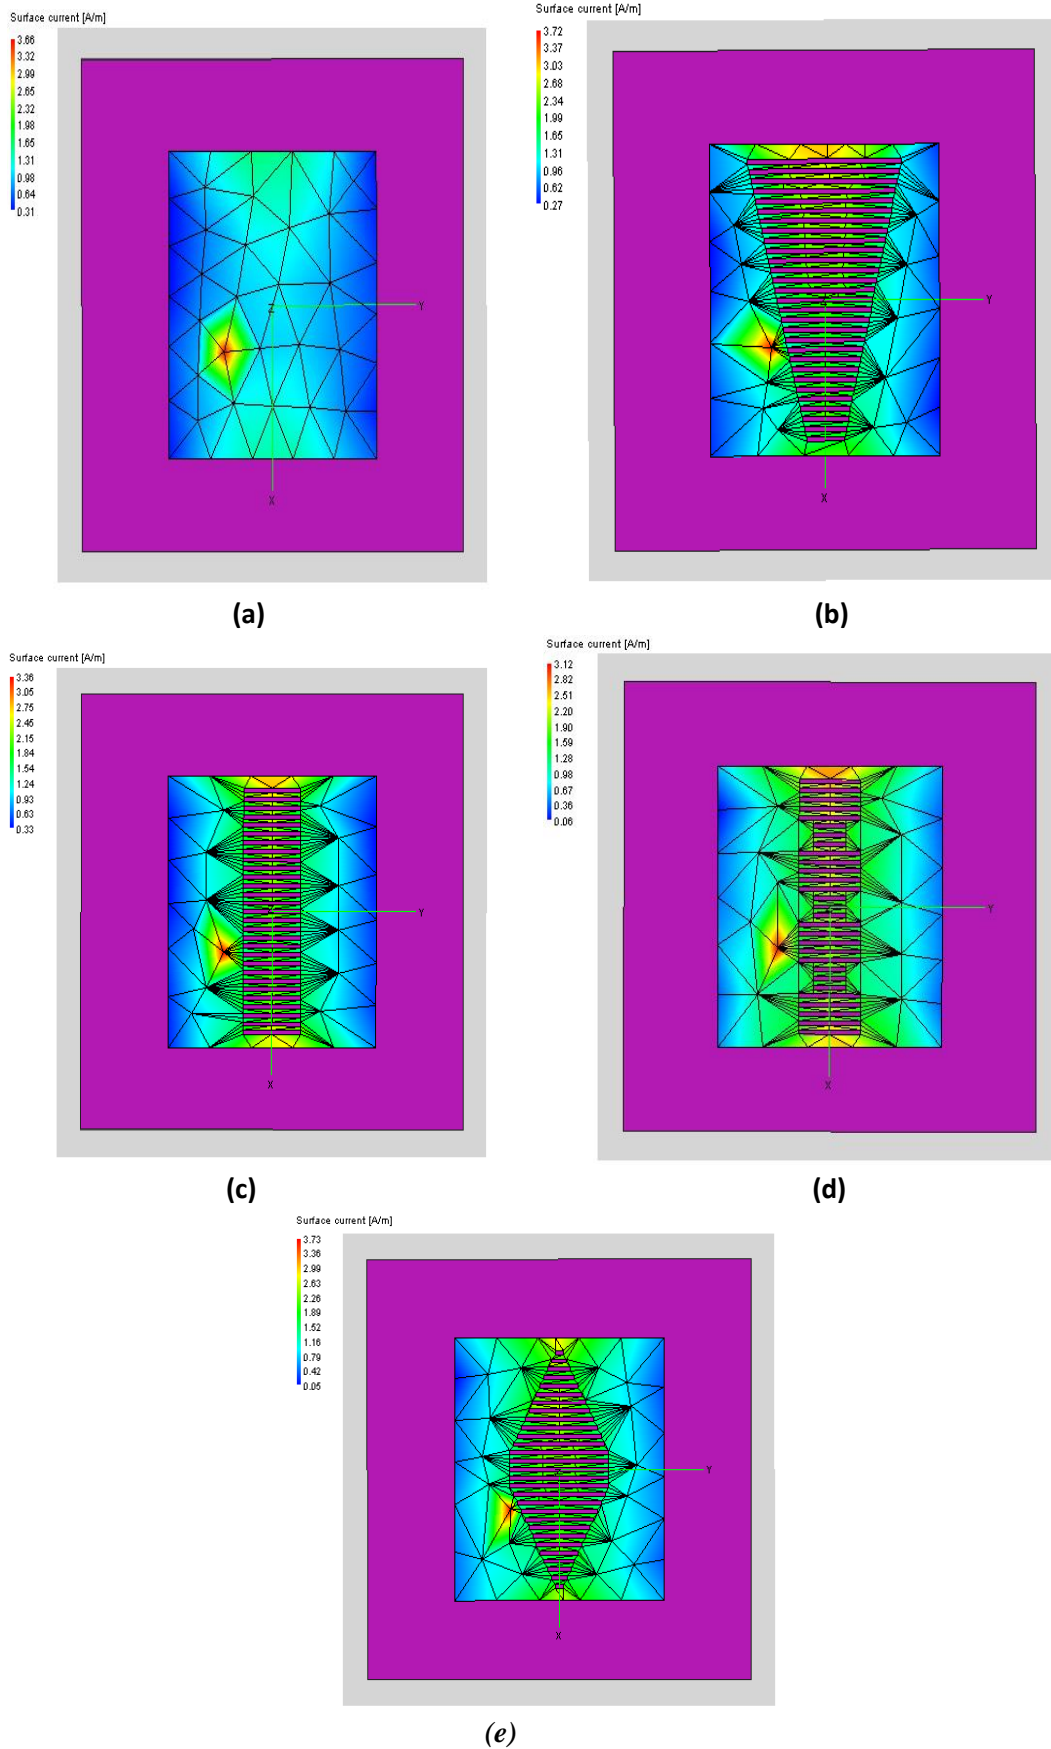 Surface current [A/m]
3.66
3.32
2.99
2.65
2.32
1.98
1.65
1.31
0.98
0.64
0.31
Z
Y
X
(a)
Surface current [A/m]
3.72
3.37
3.03
2.68
2.34
1.99
1.65
1.31
0.96
0.62
0.27
Y
X
(b)
Surface current [A/m]
3.36
3.05
2.75
2.45
2.15
1.84
1.54
1.24
0.93
0.63
0.33
Y
X
(c)
Surface current [A/m]
3.12
2.82
2.51
2.20
1.90
1.59
1.28
0.98
0.67
0.36
0.06
Y
X
(d)
Surface current [A/m]
3.73
3.36
2.99
2.63
2.26
1.89
1.52
1.16
0.79
0.42
0.05
Y
X
(e)